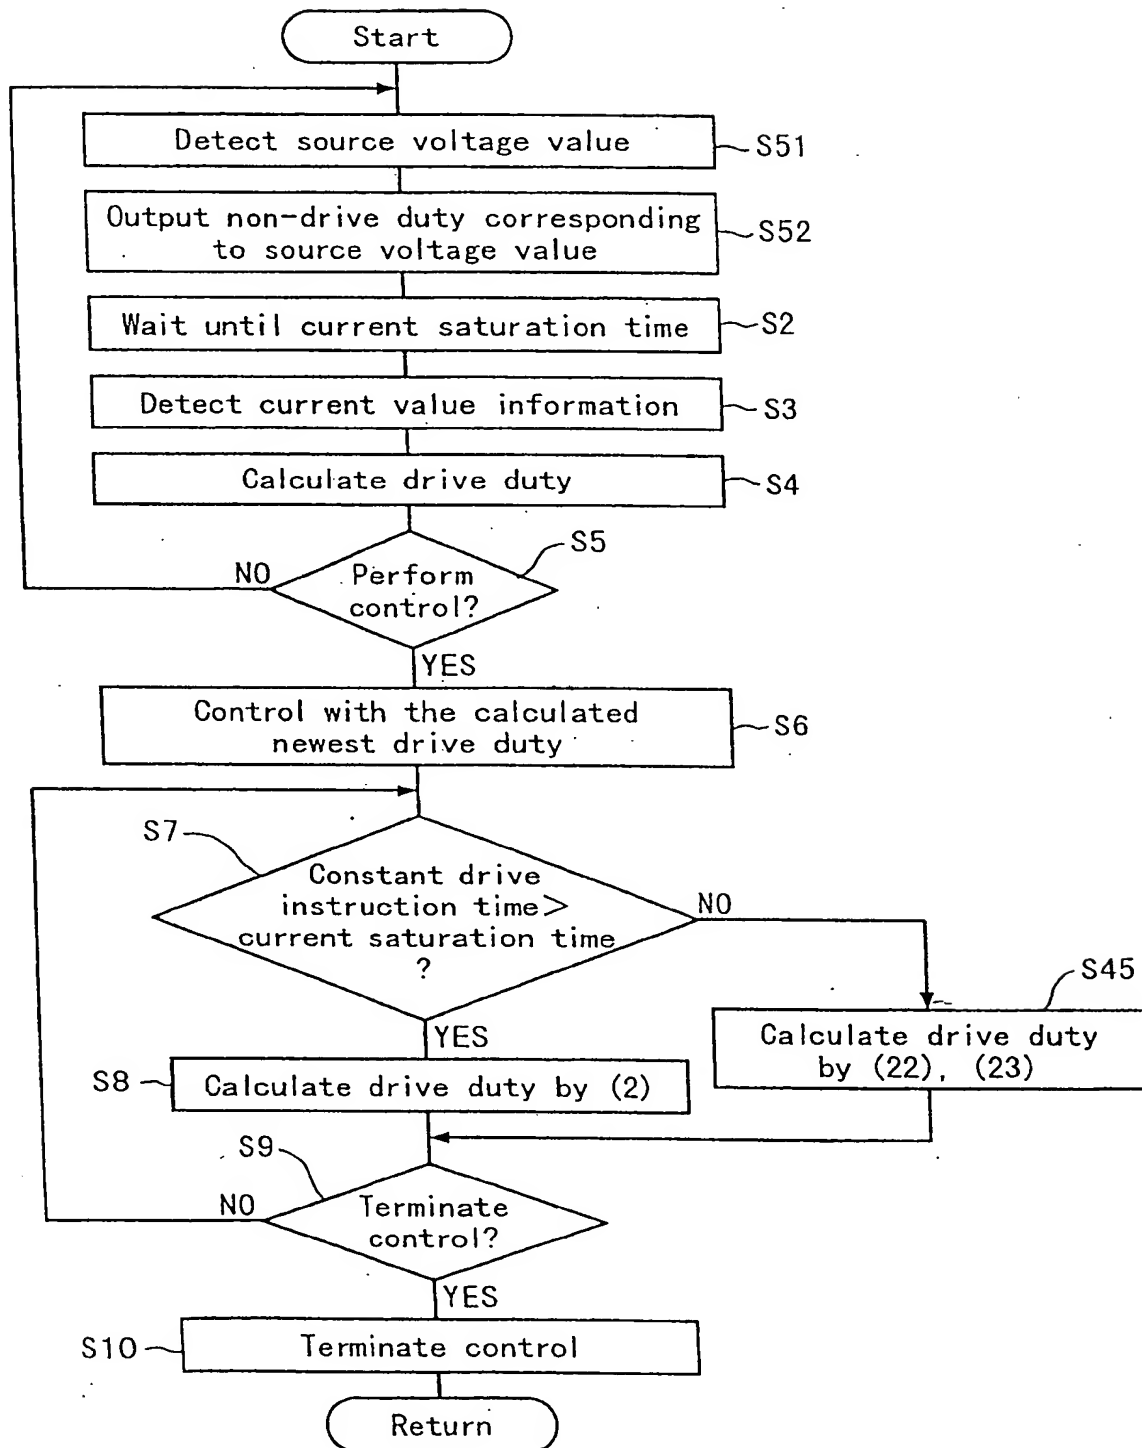 Start
Detect source voltage value
S51
Output non-drive duty corresponding
to source voltage value
S52
Wait until current saturation time
S2
Detect current value information
S3
Calculate drive duty
S4
S5
NO
Perform
control?
YES
Control with the calculated
newest drive duty
S6
S7
Constant drive
instruction time>
current saturation time
?
NO
S45
YES
Calculate drive duty
by (22), (23)
S8
Calculate drive duty by (2)
S9
NO
Terminate
control?
YES
S10
Terminate control
Return